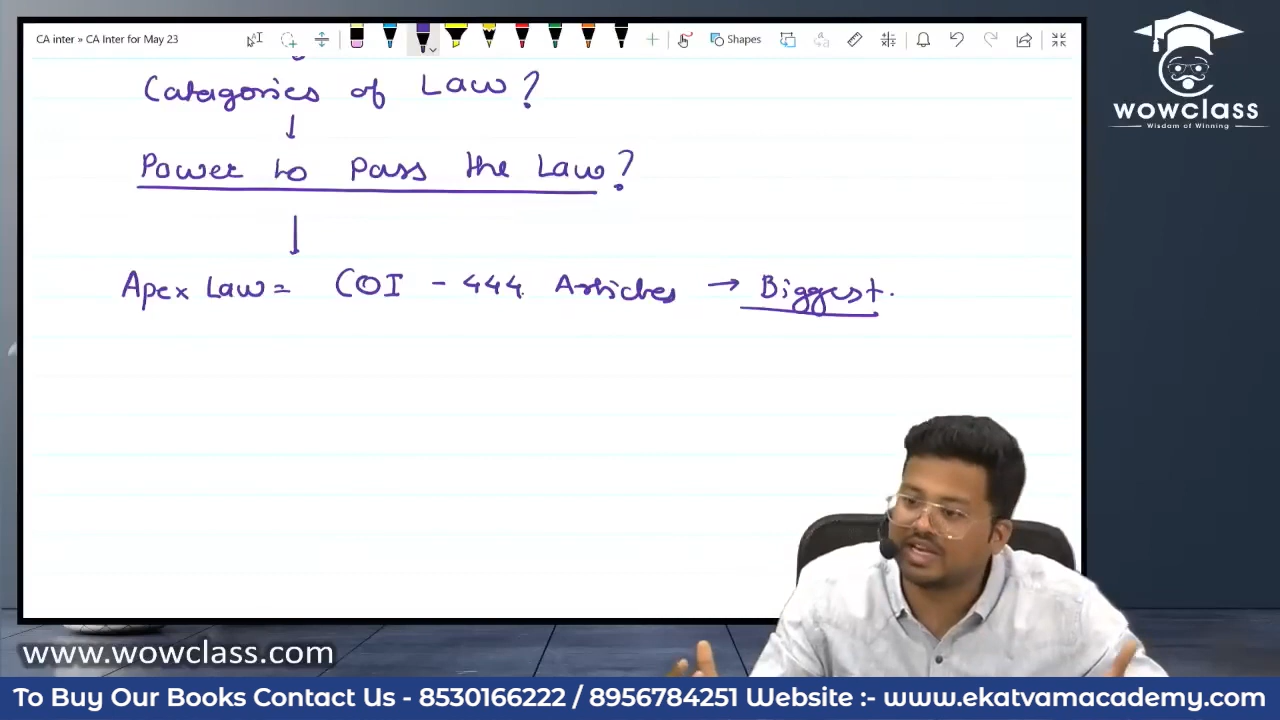 CA inter » CA Inter for May 23
Shapes
wowclass
Wisdom of Winning
Catagories of Law?
Power to Pass the Law?
Apex Law = COI - 444 Articles → Biggest.
www.wowclass.com
To Buy Our Books Contact Us - 8530166222 / 8956784251 Website :- www.ekatvamacademy.com